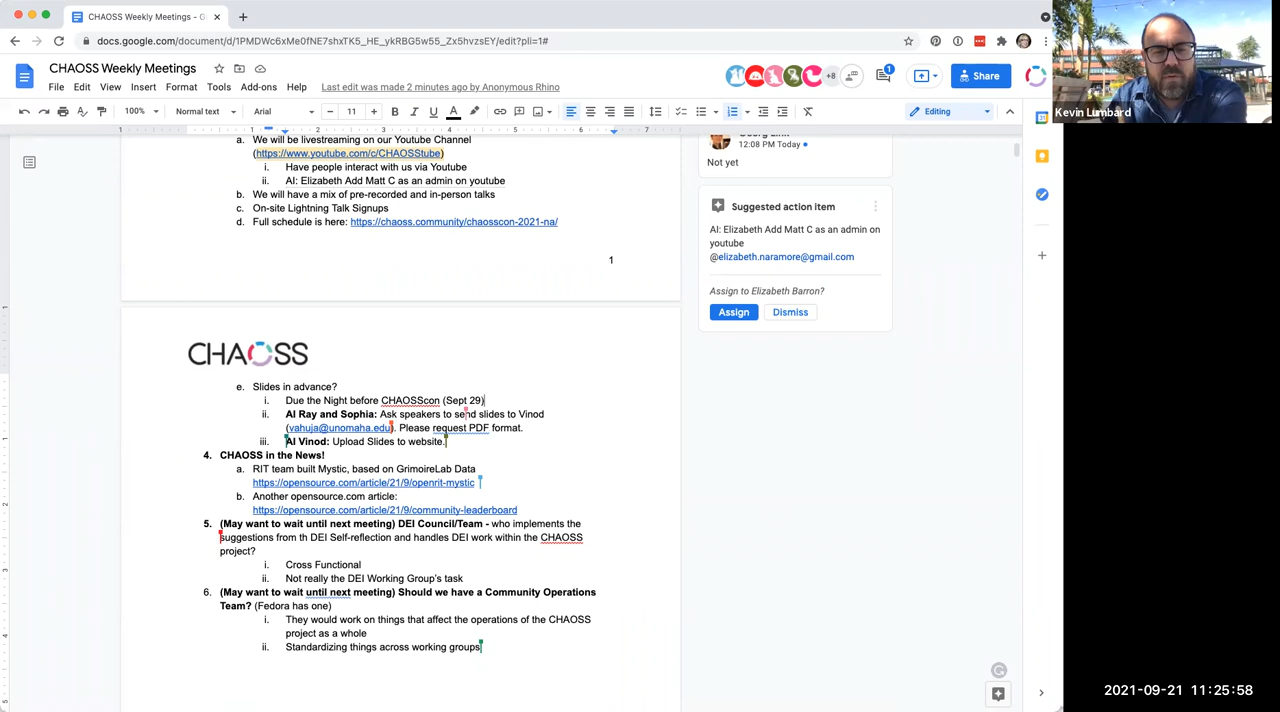 CHAOSS Weekly Meetings - G
docs.google.com/document/d/1PMDWc6xMe0fNE7shxTK5_HE_ykRBG5w55_Zx5hvzsEY/edit?pli=1#
CHAOSS Weekly Meetings
+8
1
Share
File Edit View Insert Format Tools Add-ons Help Last edit was made 2 minutes ago by Anonymous Rhino
100% Normal text Arial 11 B I U A Editing
Kevin Lumbard
1 1 2 3 4 5 6 7
a. We will be livestreaming on our Youtube Channel
(https://www.youtube.com/c/CHAOSStube)
i. Have people interact with us via Youtube
ii. AI: Elizabeth Add Matt C as an admin on youtube
b. We will have a mix of pre-recorded and in-person talks
c. On-site Lightning Talk Signups
d. Full schedule is here: https://chaoss.community/chaosscon-2021-na/
1
CHAOSS
e. Slides in advance?
i. Due the Night before CHAOSScon (Sept 29)
ii. AI Ray and Sophia: Ask speakers to send slides to Vinod
(vahuja@unomaha.edu). Please request PDF format.
iii. AI Vinod: Upload Slides to website.
4. CHAOSS in the News!
a. RIT team built Mystic, based on GrimoireLab Data
https://opensource.com/article/21/9/openrit-mystic
b. Another opensource.com article:
https://opensource.com/article/21/9/community-leaderboard
5. (May want to wait until next meeting) DEI Council/Team - who implements the
suggestions from th DEI Self-reflection and handles DEI work within the CHAOSS
project?
i. Cross Functional
ii. Not really the DEI Working Group's task
6. (May want to wait until next meeting) Should we have a Community Operations
Team? (Fedora has one)
i. They would work on things that affect the operations of the CHAOSS
project as a whole
ii. Standardizing things across working groups
12:08 PM Today
Not yet
Suggested action item
AI: Elizabeth Add Matt C as an admin on
youtube
@elizabeth.naramore@gmail.com
Assign to Elizabeth Barron?
Assign Dismiss
2021-09-21 11:25:58